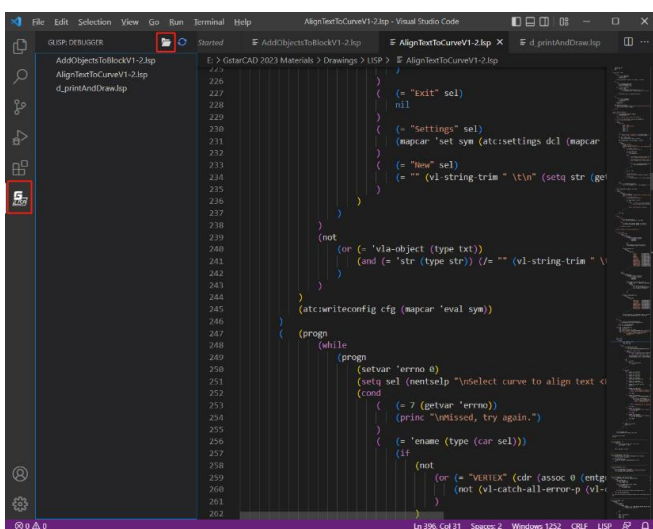 File Edit Selection View Go Run Terminal Help AlignTextToCurveV1-2.lsp - Visual Studio Code
GLISP: DEBUGGER
AddObjectsToBlockV1-2.lsp
AlignTextToCurveV1-2.lsp
d_printAndDraw.lsp
Started AddObjectsToBlockV1-2.lsp AlignTextToCurveV1-2.lsp d_printAndDraw.lsp
E: > GstarCAD 2023 Materials > Drawings > LISP > AlignTextToCurveV1-2.lsp
225 )
226 )
227 ( (= "Exit" sel)
228 nil
229 )
230 ( (= "Settings" sel)
231 (mapcar 'set sym (atc:settings dcl (mapcar
232 )
233 ( (= "New" sel)
234 (= "" (vl-string-trim " \t\n" (setq str (get
235 )
236 )
237 )
238 )
239 (not
240 (or (= 'vla-object (type txt))
241 (and (= 'str (type str)) (/= "" (vl-string-trim " \t
242 )
243 )
244 )
245 (atc:writeconfig cfg (mapcar 'eval sym))
246 )
247 ( (progn
248 (while
249 (progn
250 (setvar 'errno 0)
251 (setq sel (nentselp "\nSelect curve to align text <
252 (cond
253 ( (= 7 (getvar 'errno))
254 (princ "\nMissed, try again.")
255 )
256 ( (= 'ename (type (car sel)))
257 (if
258 (not
259 (or (= "VERTEX" (cdr (assoc 0 (entg
260 (not (vl-catch-all-error-p (vl-c
261 )
262 )
0 0 Ln 396, Col 31 Spaces: 2 Windows 1252 CRLF LISP